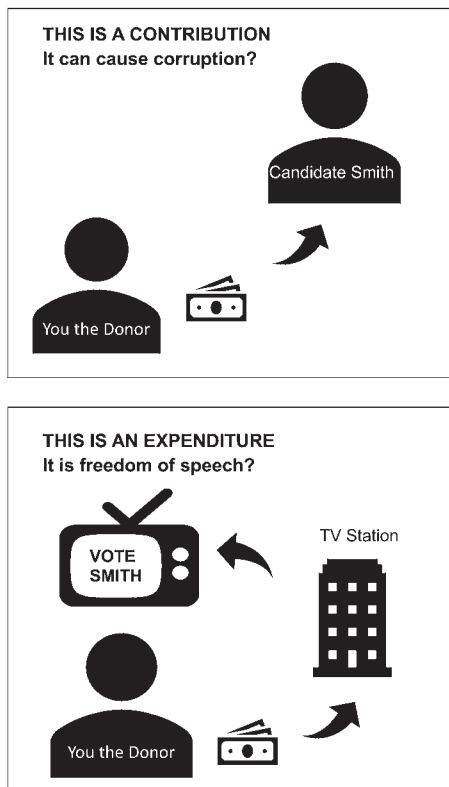 THIS IS A CONTRIBUTION
It can cause corruption?
Candidate Smith
You the Donor
THIS IS AN EXPENDITURE
It is freedom of speech?
TV Station
VOTE
SMITH
You the Donor